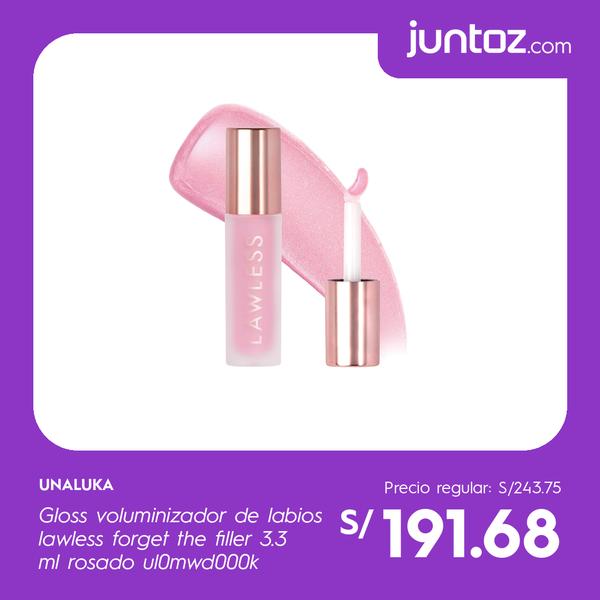 juntoz.com
LAWLESS
UNALUKA
Gloss voluminizador de labios
lawless forget the filler 3.3
ml rosado ul0mwd000k
Precio regular: S/243.75
S/191.68